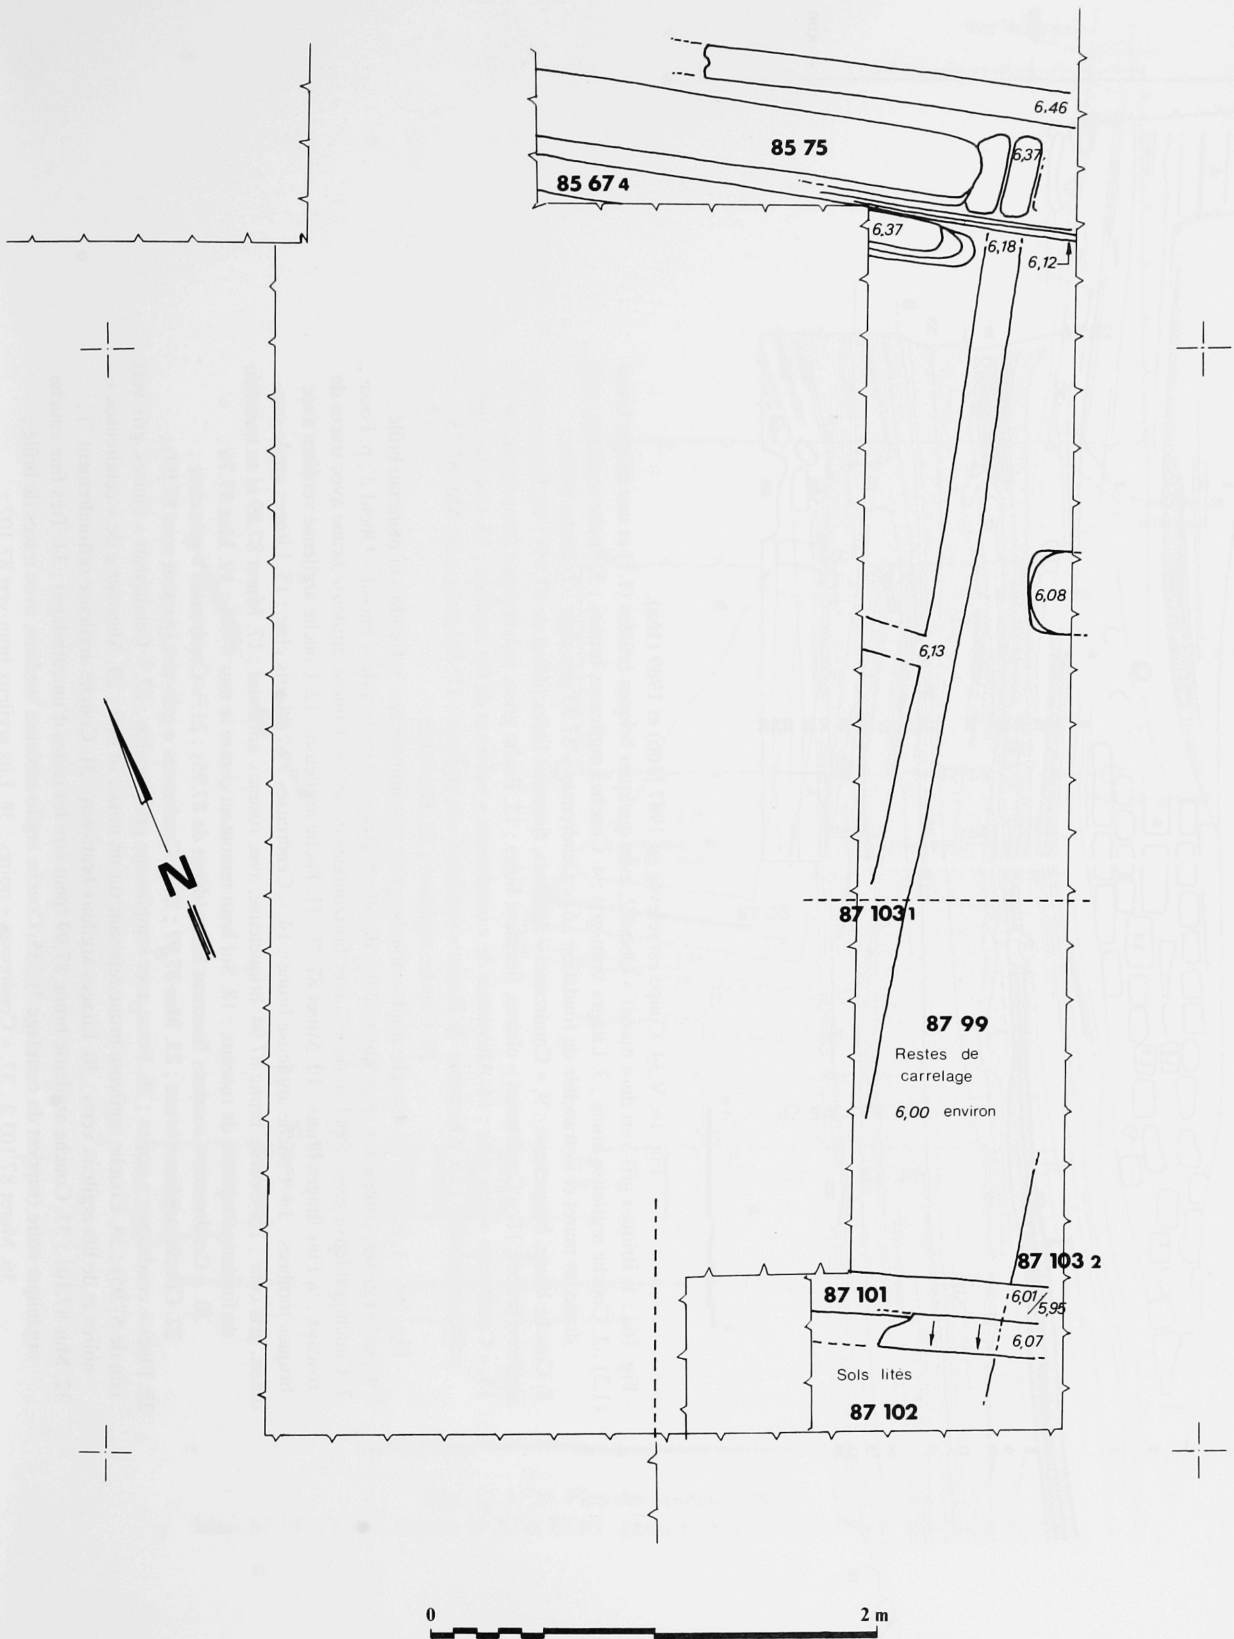 6.46
85 75
6,37
85 67 4
6,37
6,18
6,12
6,08
6,13
N
87 103 1
87 99
Restes de
carrelage
6,00 environ
87 103 2
87 101
6,01/5,95
6,07
Sols lités
87 102
0 2 m